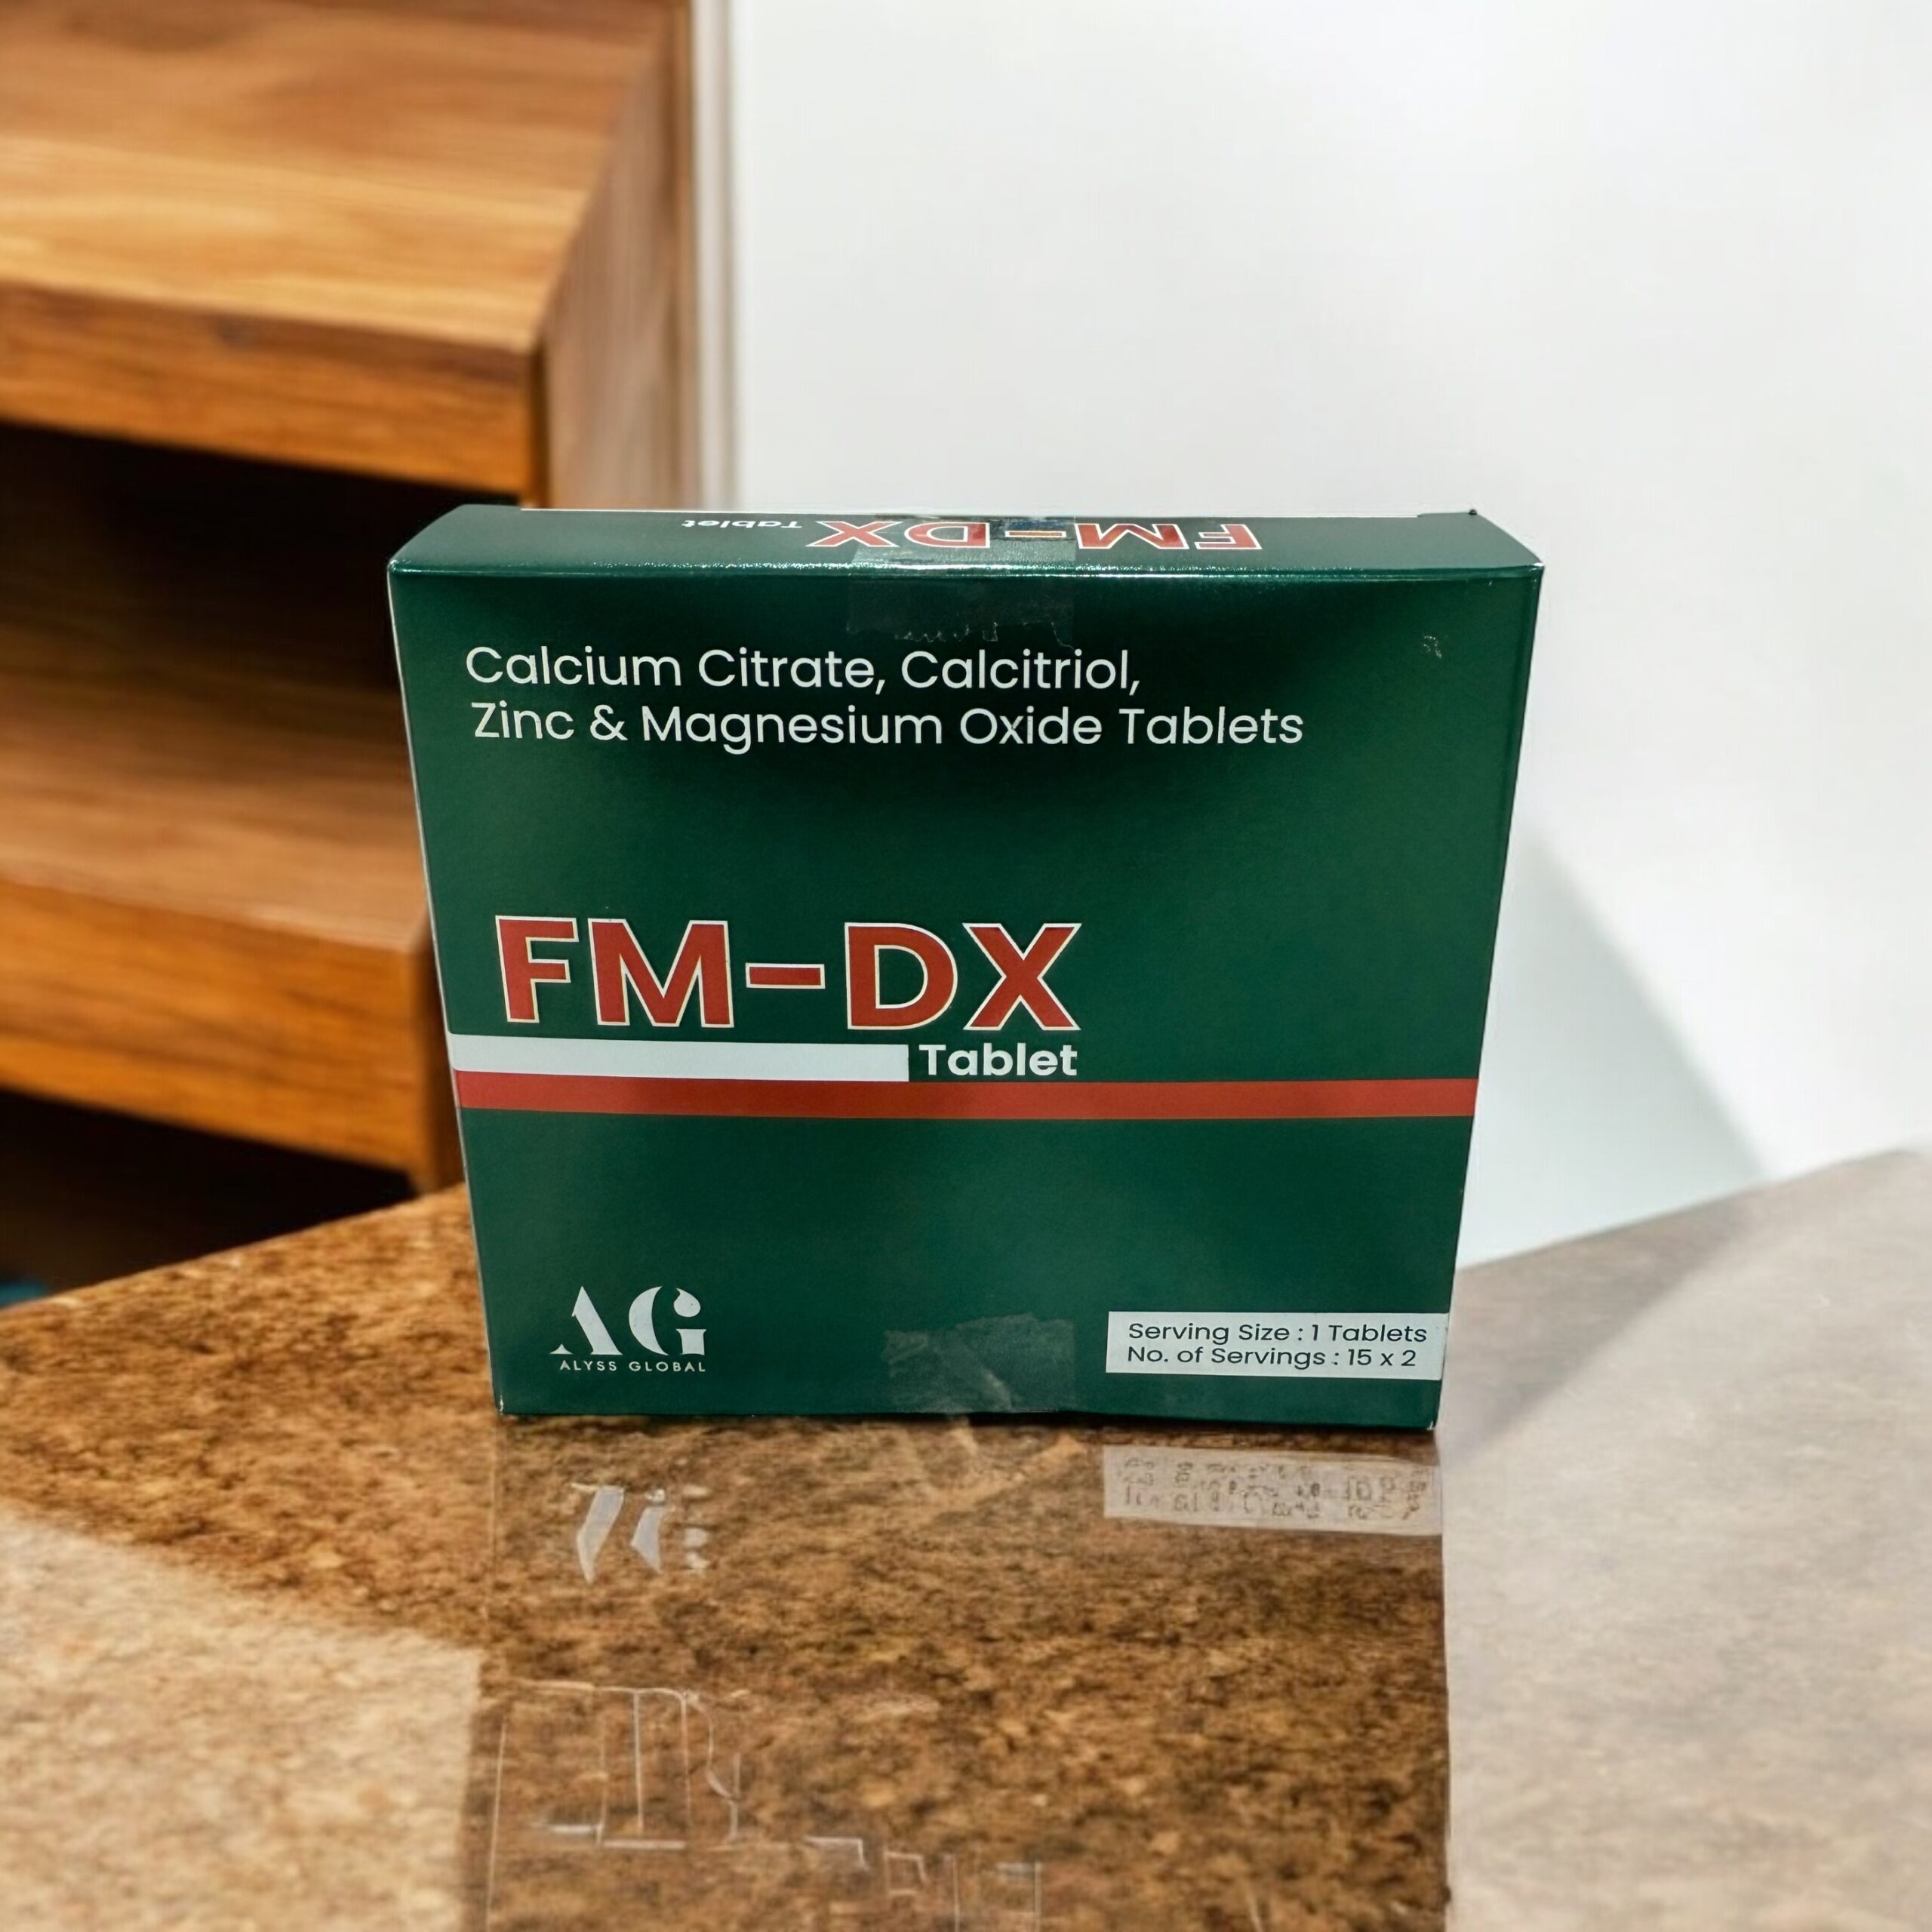 FM-DX Tablet
Calcium Citrate, Calcitriol,
Zinc & Magnesium Oxide Tablets
FM-DX
Tablet
AG
ALYSS GLOBAL
Serving Size : 1 Tablets
No. of Servings : 15 x 2